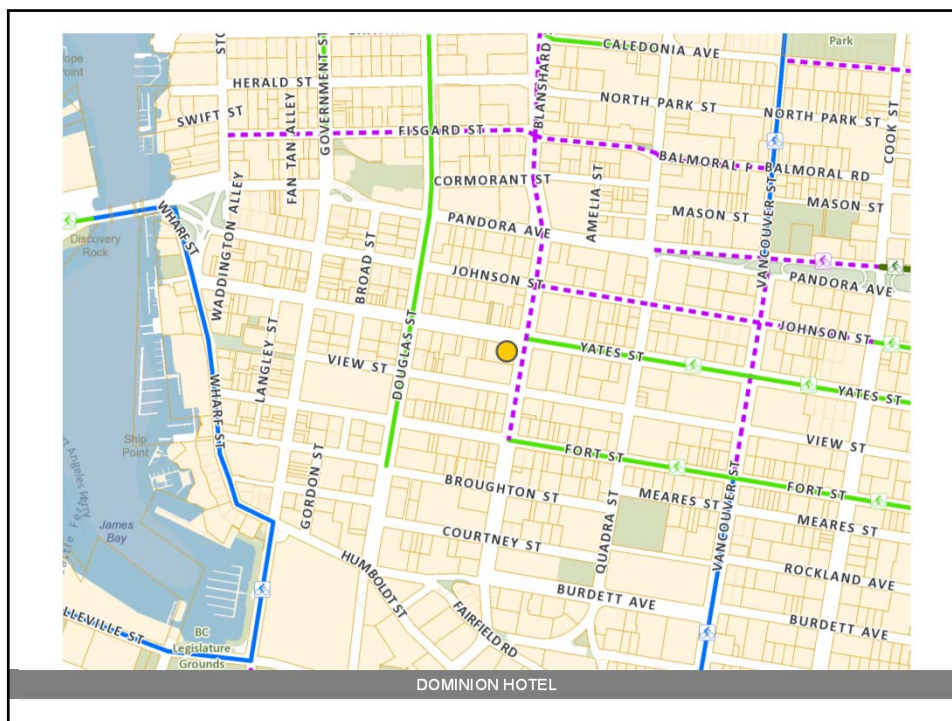 CALEDONIA AVE
Park
HERALD ST
SWIFT ST
FAN TAN ALLEY
GOVERNMENT ST
BLANSHARD
NORTH PARK ST
NORTH PARK ST
COOK ST
FISGARD ST
BALMORAL
BALMORAL RD
CORMORANT ST
AMELIA ST
MASON ST
MASON ST
WHARF ST
WADDINGTON ALLEY
PANDORA AVE
VANCOUVER ST
Discovery
Rock
BROAD ST
JOHNSON ST
PANDORA AVE
JOHNSON ST
LANGLEY ST
VIEW ST
DOUGLAS ST
YATES ST
YATES ST
WHARF ST
Ship
Point
VIEW ST
GORDON ST
FORT ST
FORT ST
BROUGHTON ST
MEARES ST
MEARES ST
James
Bay
COURTNEY ST
QUADRA ST
VANCOUVER ST
HUMBOLDT ST
ROCKLAND AVE
BURDETT AVE
BURDETT AVE
FAIRFIELD RD
LLEVILLE ST
BC
Legislature
Grounds
DOMINION HOTEL